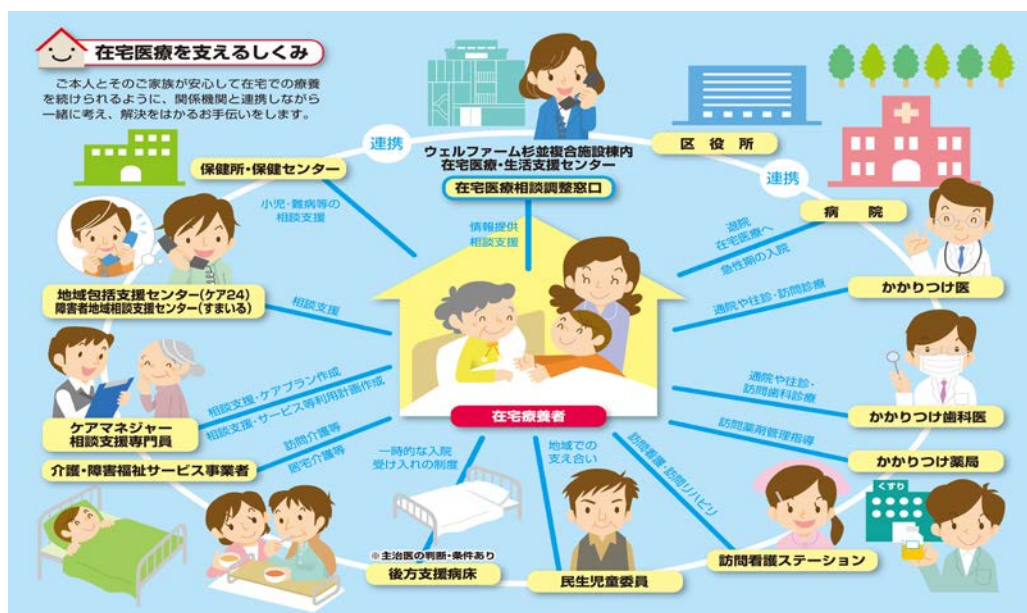 在宅医療を支えるしくみ
ご本人とそのご家族が安心して在宅での療養
を続けられるように、関係機関と連携しながら
一緒に考え、解決をはかるお手伝いをします。
連携
ウェルファーム杉並複合施設棟内
在宅医療・生活支援センター
在宅医療相談調整窓口
情報提供
相談支援
区役所
連携
病院
退院
在宅医療へ
急性期の入院
かかりつけ医
通院や往診・訪問診療
かかりつけ歯科医
通院や往診・
訪問歯科診療
かかりつけ薬局
訪問薬剤管理指導
くすり
訪問看護ステーション
訪問看護・訪問リハビリ
民生児童委員
地域での
支え合い
※主治医の判断・条件あり
後方支援病床
一時的な入院
受け入れの制度
介護・障害福祉サービス事業者
訪問介護等
居宅介護等
ケアマネジャー
相談支援専門員
相談支援・ケアプラン作成
相談支援・サービス等利用計画作成
地域包括支援センター(ケア24)
障害者地域相談支援センター(すまいる)
相談支援
保健所・保健センター
小児・難病等の
相談支援
在宅療養者